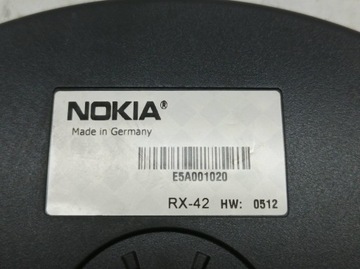 NOKIA®
Made in Germany
E5A001020
RX-42 HW: 0512